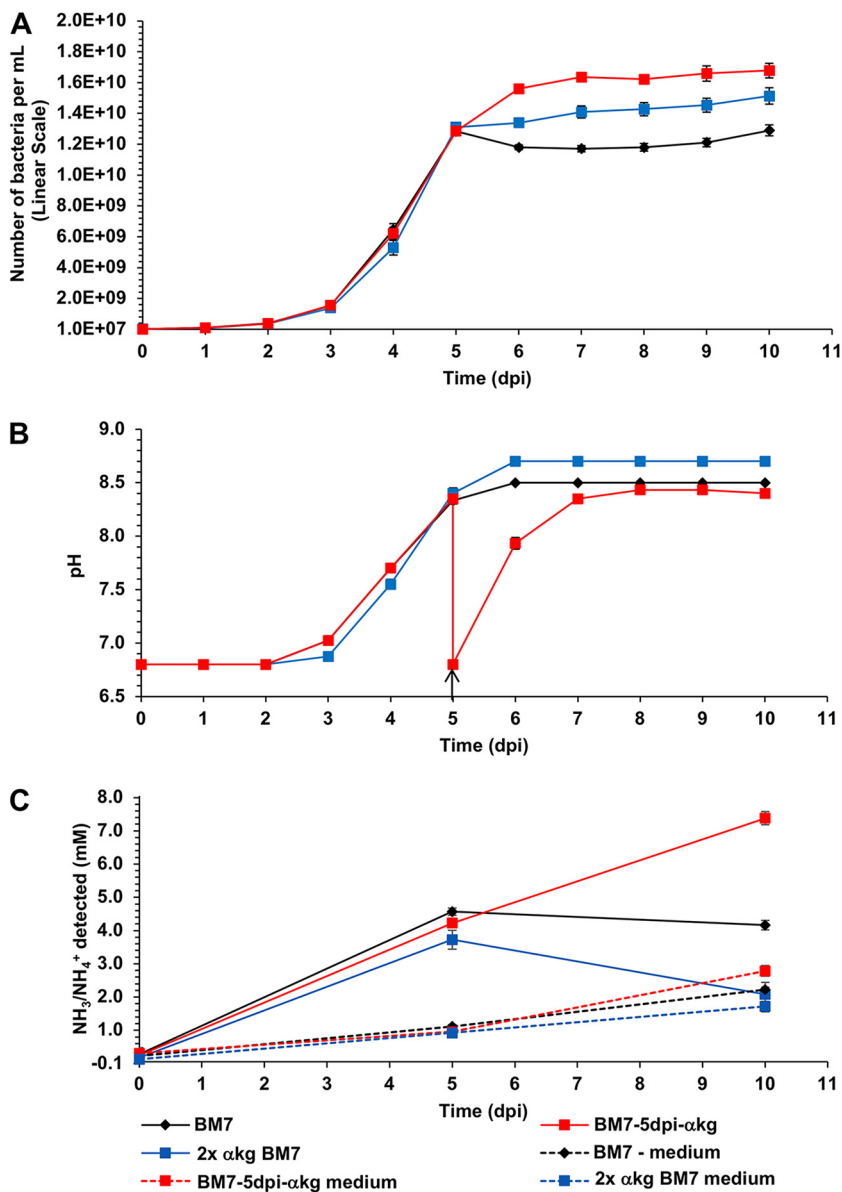 A
Number of bacteria per mL
(Linear Scale)
2.0E+10
1.8E+10
1.6E+10
1.4E+10
1.2E+10
1.0E+10
8.0E+09
6.0E+09
4.0E+09
2.0E+09
1.0E+07
0 1 2 3 4 5 6 7 8 9 10 11
Time (dpi)
B
pH
9.0
8.5
8.0
7.5
7.0
6.5
0 1 2 3 4 5 6 7 8 9 10 11
Time (dpi)
C
NH₃/NH₄⁺ detected (mM)
8.0
7.0
6.0
5.0
4.0
3.0
2.0
1.0
-0.1
0 1 2 3 4 5 6 7 8 9 10 11
Time (dpi)
BM7 BM7-5dpi-αkg
2x αkg BM7 BM7 - medium
BM7-5dpi-αkg medium 2x αkg BM7 medium